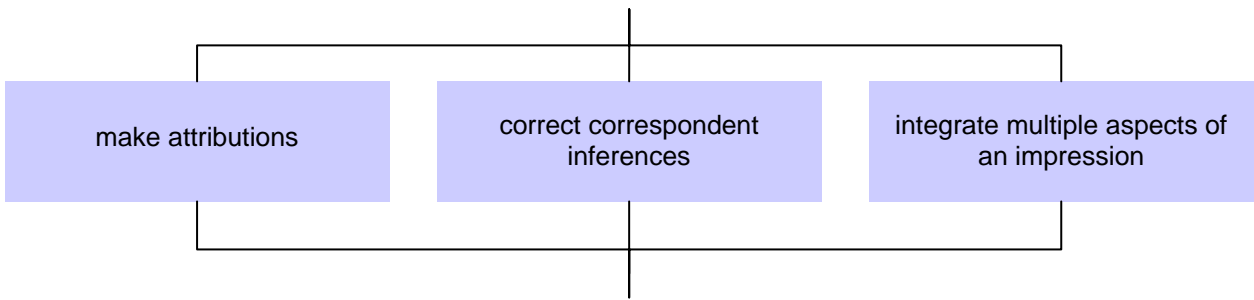 make attributions
correct correspondent
inferences
integrate multiple aspects of
an impression